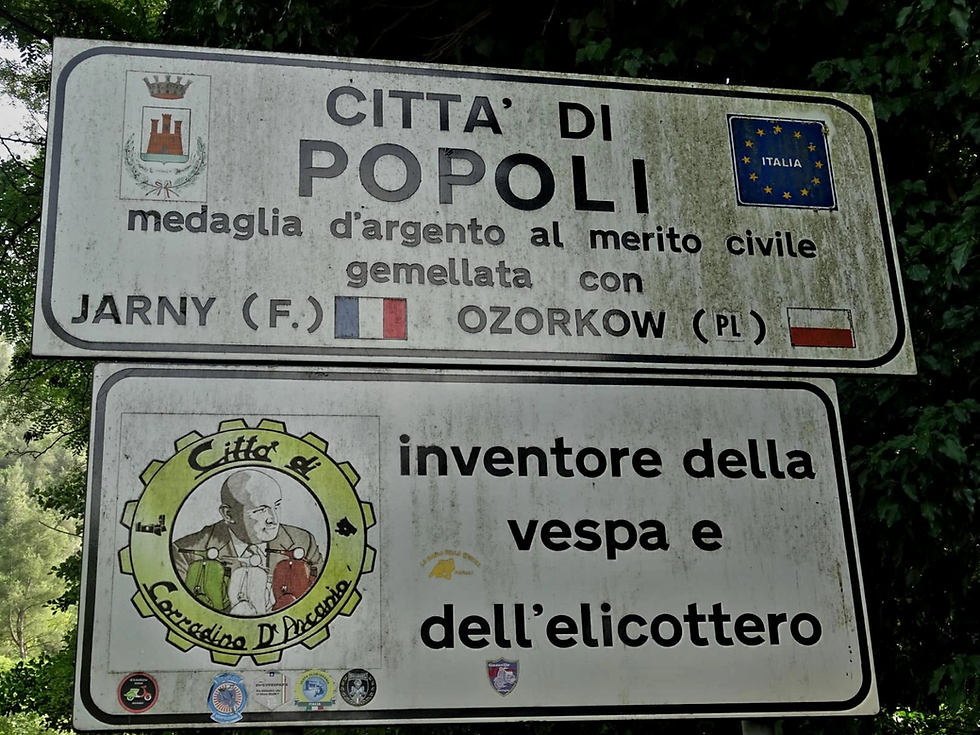 CITTA' DI
POPOLI
ITALIA
medaglia d'argento al merito civile
gemellata con
JARNY (F.) OZORKOW (PL)
Città di
Corradino D'Ascanio
inventore della
vespa e
dell'elicottero